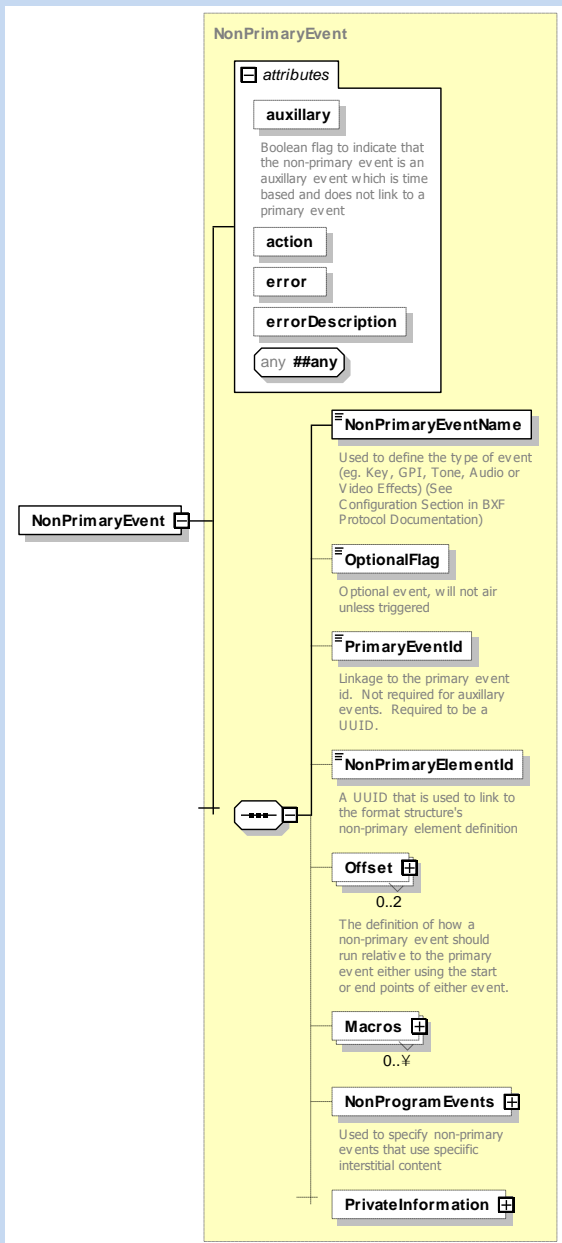 NonPrimaryEvent
attributes
auxillary
Boolean flag to indicate that
the non-primary event is an
auxillary event which is time
based and does not link to a
primary event
action
error
errorDescription
any ##any
NonPrimaryEvent
NonPrimaryEventName
Used to define the type of event
(eg. Key, GPI, Tone, Audio or
Video Effects) (See
Configuration Section in BXF
Protocol Documentation)
OptionalFlag
Optional event, will not air
unless triggered
PrimaryEventId
Linkage to the primary event
id. Not required for auxillary
events. Required to be a
UUID.
NonPrimaryElementId
A UUID that is used to link to
the format structure's
non-primary element definition
Offset
0..2
The definition of how a
non-primary event should
run relative to the primary
event either using the start
or end points of either event.
Macros
0..¥
NonProgramEvents
Used to specify non-primary
events that use speciific
interstitial content
PrivateInformation